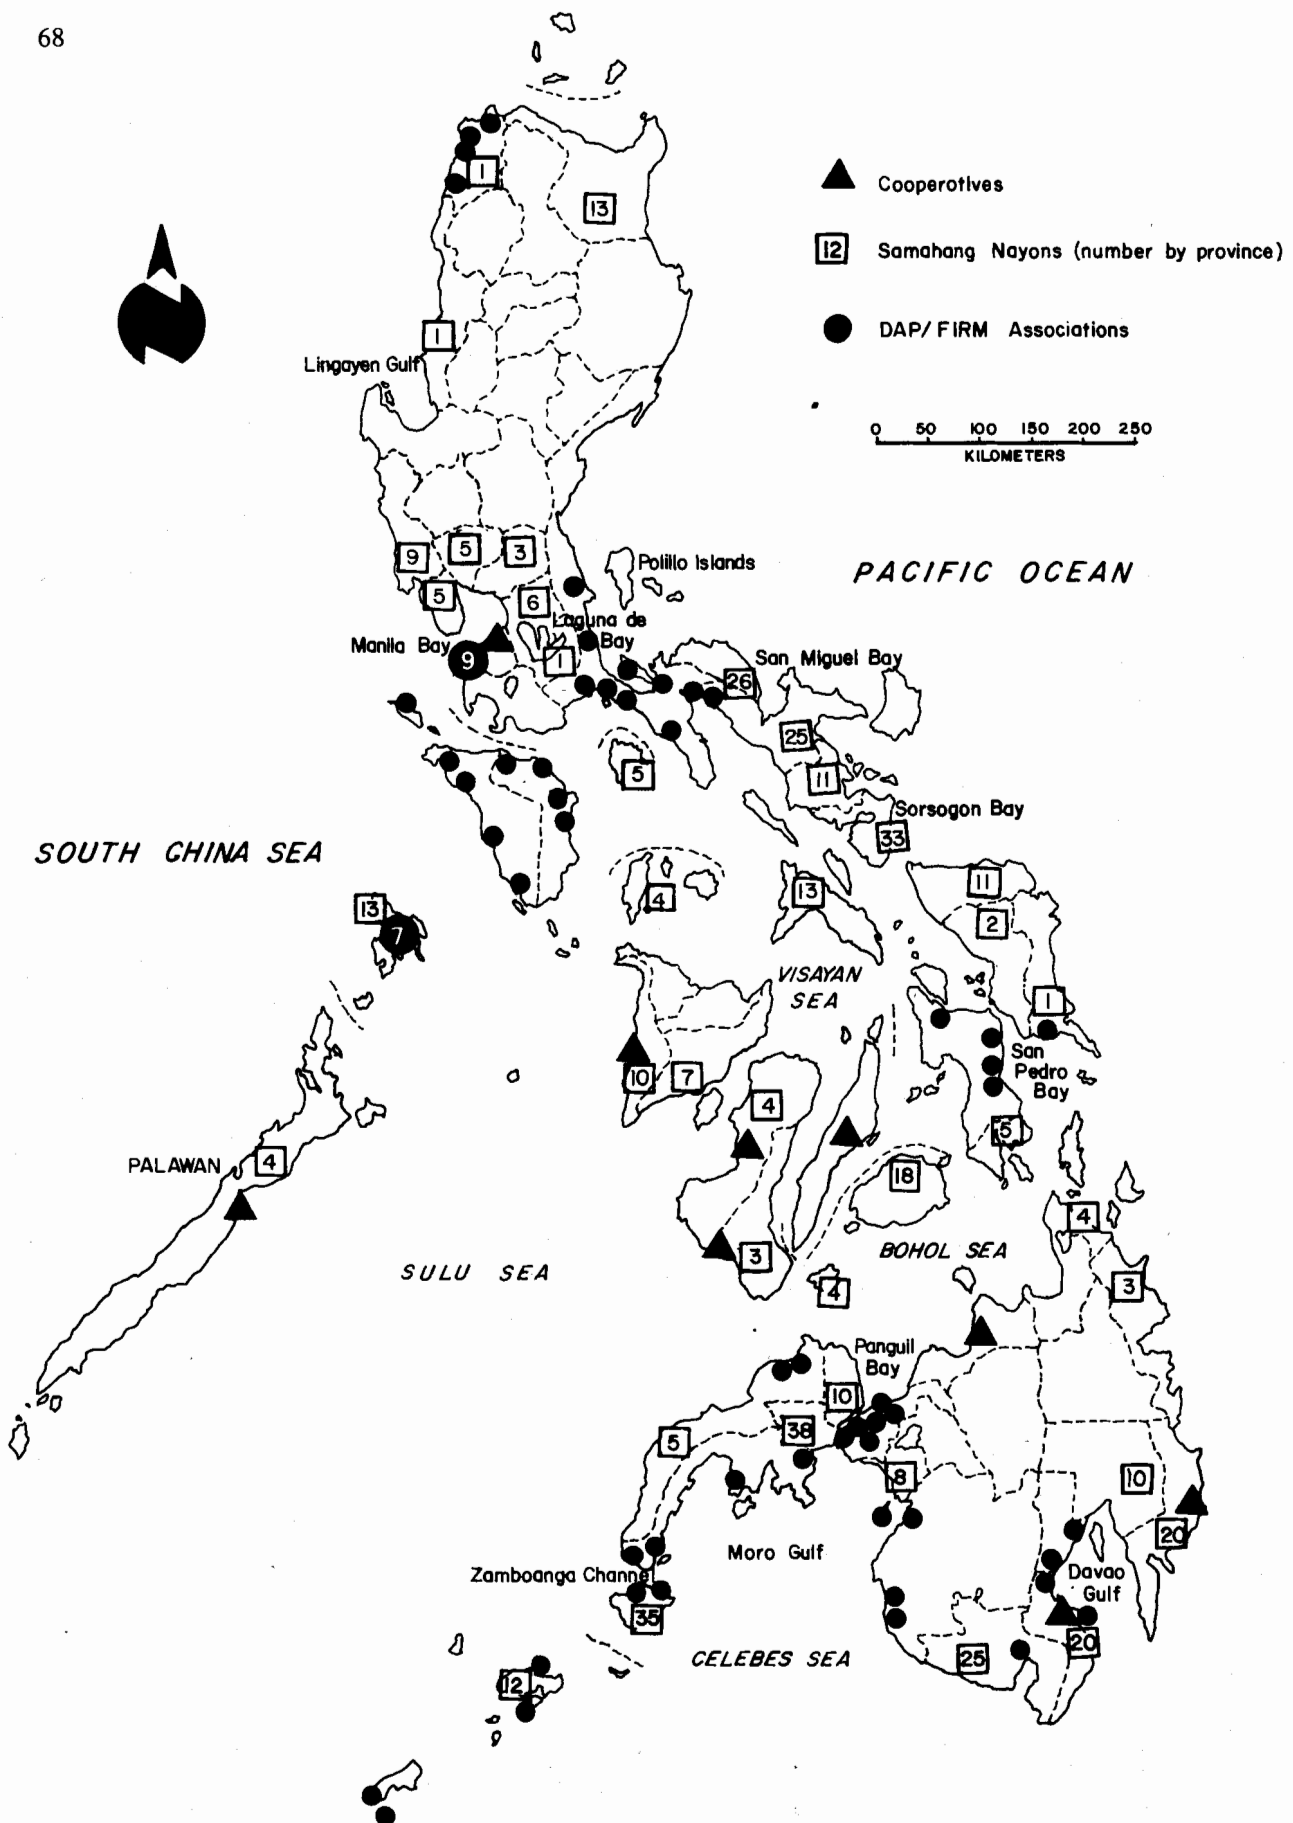 68
Cooperatives
13
1
12 Samahang Nayons (number by province)
DAP/FIRM Associations
1
Lingayen Gulf
0 50 100 150 200 250
KILOMETERS
9
5
3
Polillo Islands
PACIFIC OCEAN
5
6
Laguna de
Bay
Manila Bay
9
1
San Miguel Bay
26
25
5
11
Sorsogon Bay
33
SOUTH CHINA SEA
11
13
4
13
2
7
VISAYAN
SEA
1
San
Pedro
Bay
10
7
4
5
PALAWAN
4
18
4
BOHOL SEA
3
SULU SEA
4
3
Panguil
Bay
10
38
5
8
10
20
Moro Gulf
Zamboanga Channe
Davao
Gulf
35
20
CELEBES SEA
25
12